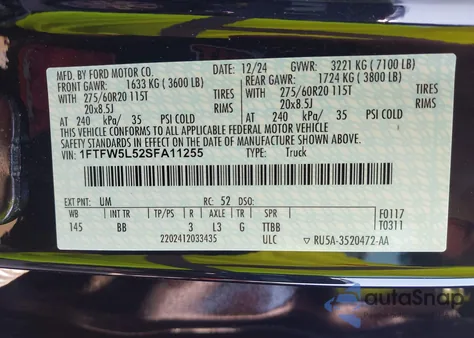 MFD. BY FORD MOTOR CO. 12/24 GVWR: 3221 KG ( 7100 LB)
FRONT GAWR: 1633 KG ( 3600 LB) REAR GAWR: 1724 KG ( 3800 LB)
WITH 275/60R20 115T TIRES WITH 275/60R20 115T TIRES
20x8.5J RIMS 20x8.5J RIMS
AT 240 kPa/ 35 PSI COLD AT 240 kPa/ 35 PSI COLD
THIS VEHICLE CONFORMS TO ALL APPLICABLE FEDERAL MOTOR VEHICLE SAFETY STANDARDS IN EFFECT ON THE
DATE OF MANUFACTURE SHOWN ABOVE.
VIN: 1FTFW5L52SFA11255 TYPE: Truck
EXT PNT: UM RC: 52 DSO:
WB INT TR TP/PS R AXLE TR SPR F0117
145 BB 3 L3 G TTBB T0311
2202412033435 ULC ▽ RU5A-3520472-AA
autoSnap